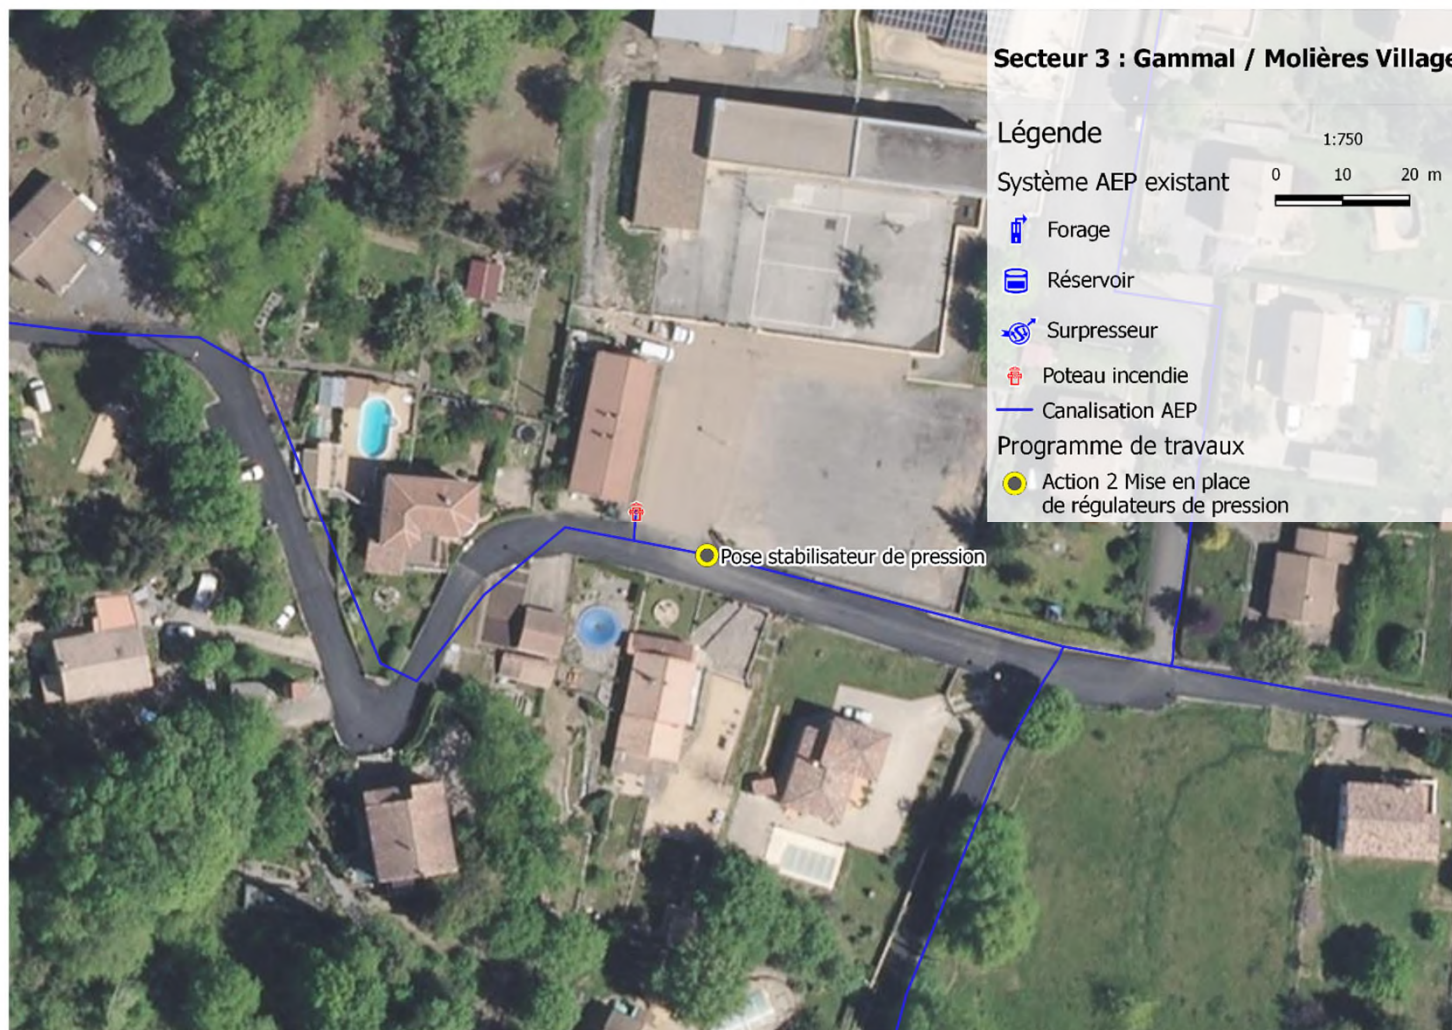 Secteur 3 : Gammal / Molières Village
Légende
1:750
Système AEP existant
0 10 20 m
Forage
Réservoir
Surpresseur
Poteau incendie
Canalisation AEP
Programme de travaux
Action 2 Mise en place
de régulateurs de pression
Pose stabilisateur de pression